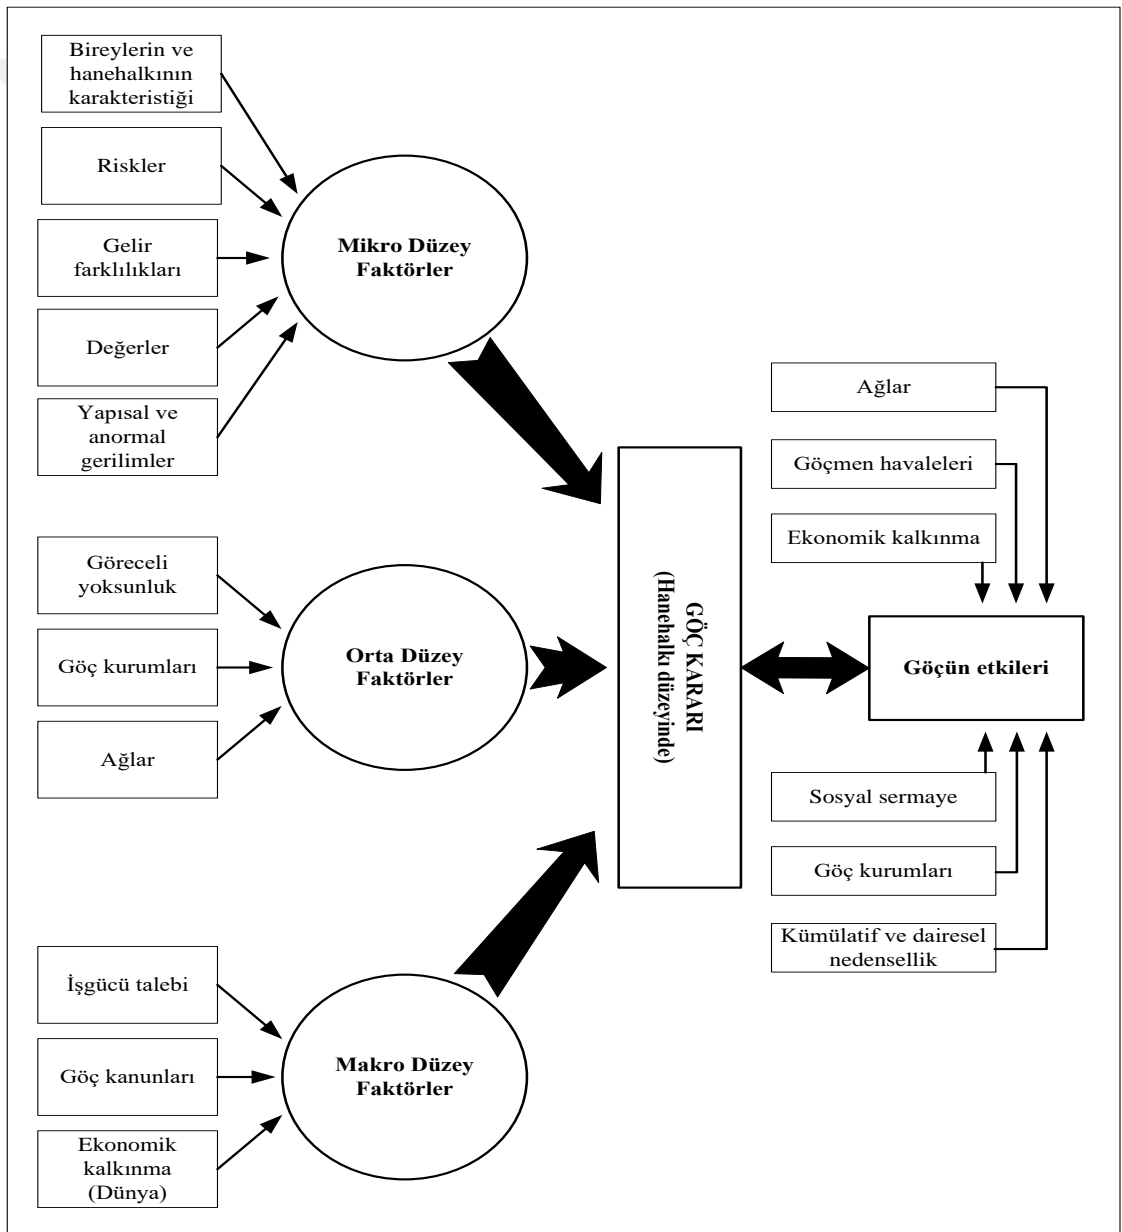 Bireylerin ve
hanehalkının
karakteristiği
Riskler
Gelir
farklılıkları
Değerler
Yapısal ve
anormal
gerilimler
Mikro Düzey
Faktörler
Göreceli
yoksunluk
Göç kurumları
Ağlar
Orta Düzey
Faktörler
İşgücü talebi
Göç kanunları
Ekonomik
kalkınma
(Dünya)
Makro Düzey
Faktörler
GÖÇ KARARI
(Hanehalkı düzeyinde)
Ağlar
Göçmen havaleleri
Ekonomik kalkınma
Göçün etkileri
Sosyal sermaye
Göç kurumları
Kümülatif ve dairesel
nedensellik